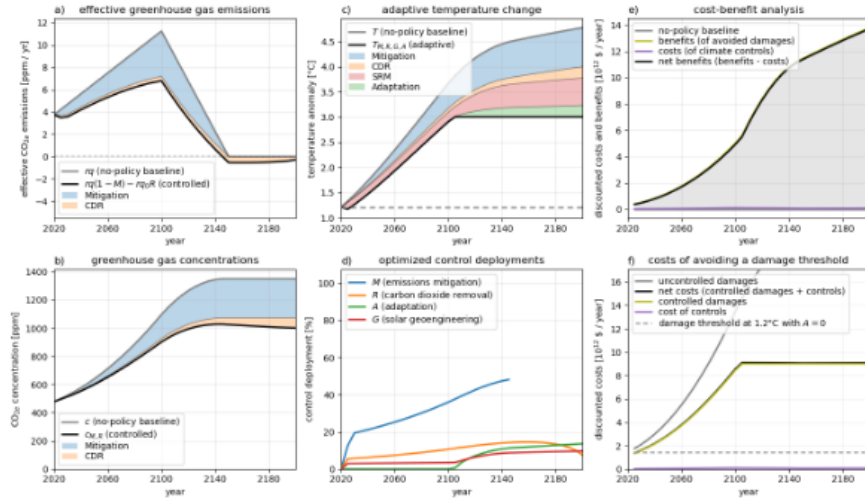 a) effective greenhouse gas emissions
effective CO2e emissions [ppm / yr]
12
10
8
6
4
2
0
−2
−4
rq (no-policy baseline)
rq(1 − M) − rq0R (controlled)
Mitigation
CDR
2020 2060 2100 2140 2180
year
c) adaptive temperature change
temperature anomaly [°C]
4.5
4.0
3.5
3.0
2.5
2.0
1.5
1.0
T (no-policy baseline)
TM,R,G,A (adaptive)
Mitigation
CDR
SRM
Adaptation
2020 2060 2100 2140 2180
year
e) cost-benefit analysis
discounted costs and benefits [10^12 $ / year]
14
12
10
8
6
4
2
0
no-policy baseline
benefits (of avoided damages)
costs (of climate controls)
net benefits (benefits - costs)
2020 2060 2100 2140 2180
year
b) greenhouse gas concentrations
CO2e concentration [ppm]
1400
1200
1000
800
600
400
200
0
c (no-policy baseline)
cM,R (controlled)
Mitigation
CDR
2020 2060 2100 2140 2180
year
d) optimized control deployments
control deployment [%]
100
80
60
40
20
0
M (emissions mitigation)
R (carbon dioxide removal)
A (adaptation)
G (solar geoengineering)
2020 2060 2100 2140 2180
year
f) costs of avoiding a damage threshold
discounted costs [10^12 $ / year]
16
14
12
10
8
6
4
2
0
uncontrolled damages
net costs (controlled damages + controls)
controlled damages
cost of controls
damage threshold at 1.2°C with A = 0
2020 2060 2100 2140 2180
year